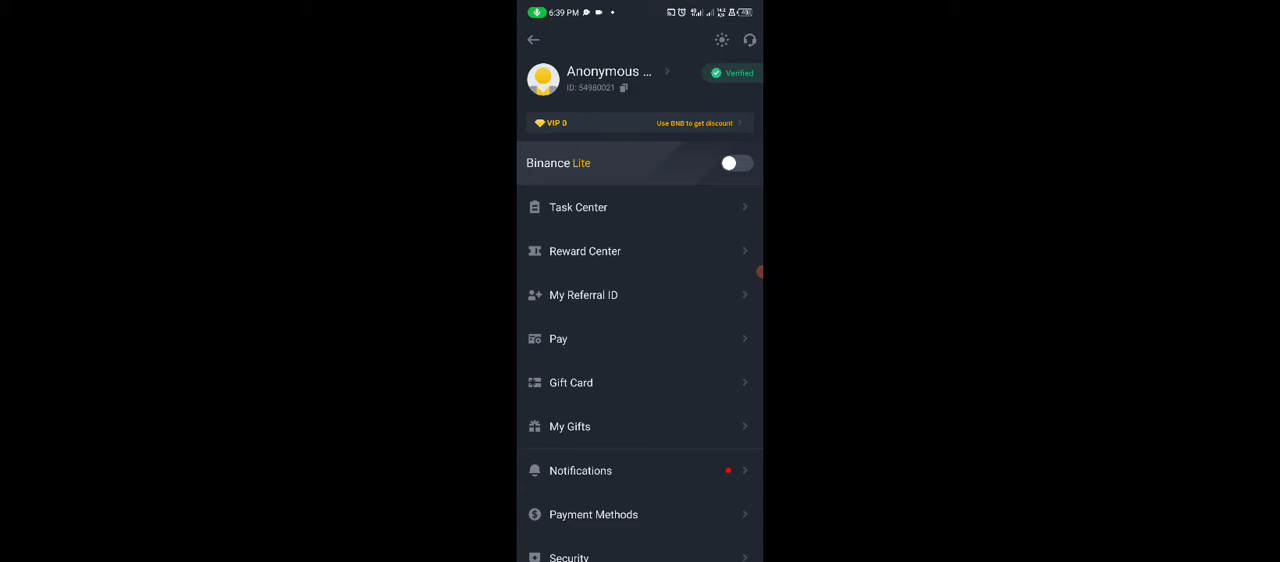 6:39 PM
Anonymous ...
Verified
ID: 54980021
VIP 0
Use BNB to get discount
Binance Lite
Task Center
Reward Center
My Referral ID
Pay
Gift Card
My Gifts
Notifications
Payment Methods
Security